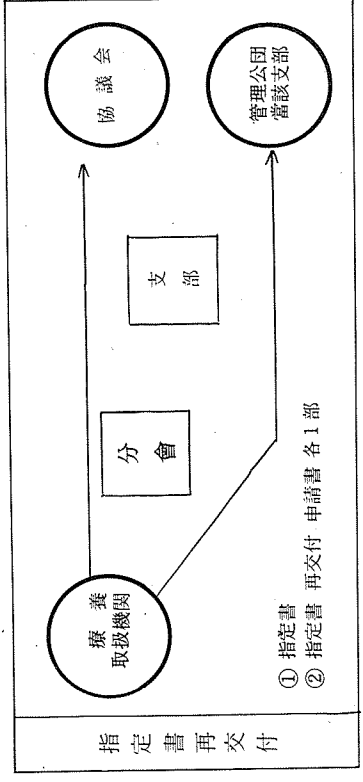 指定書再交付
療養
取扱機関
分會
支部
協議会
管理公団
當該支部
① 指定書
② 指定書 再交付 申請書 各1部